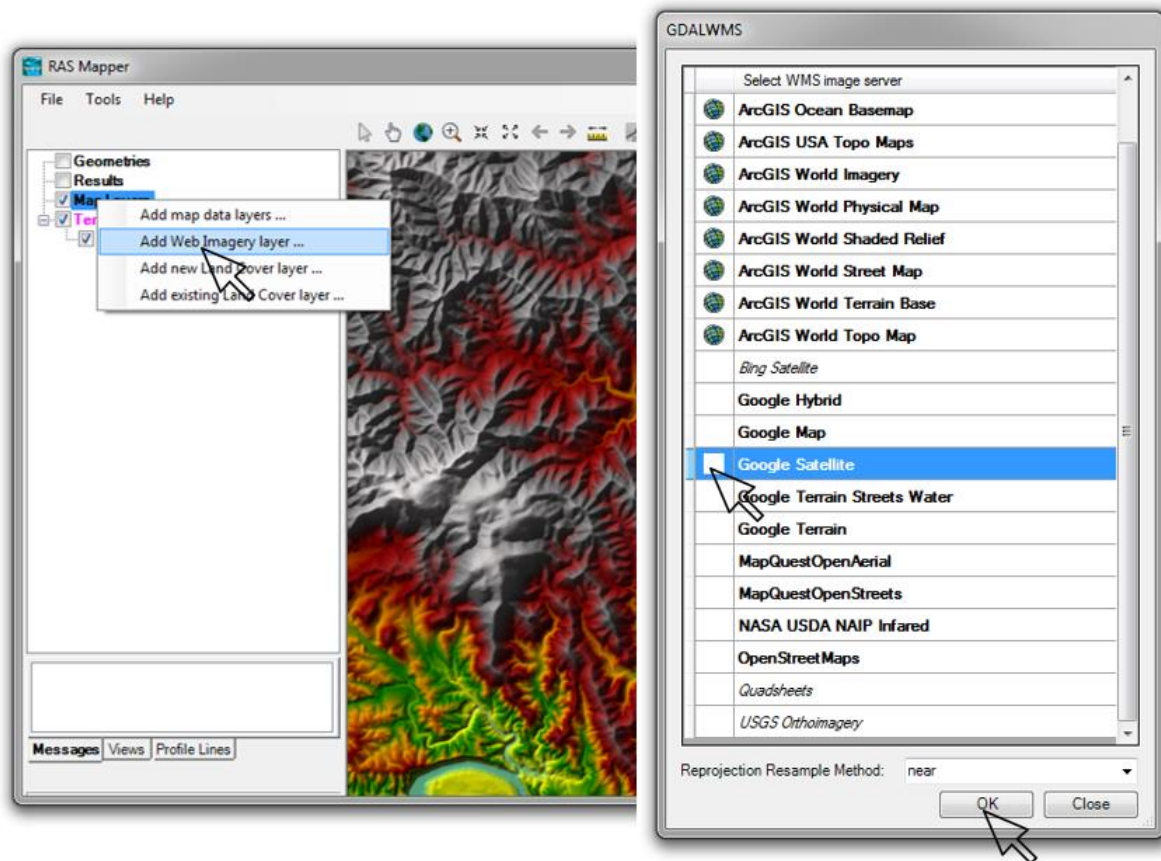 RAS Mapper
File Tools Help
Geometries
Results
Map Layers
Ter
Add map data layers ...
Add Web Imagery layer ...
Add new Land Cover layer ...
Add existing Land Cover layer ...
Messages Views Profile Lines
GDALWMS
Select WMS image server
ArcGIS Ocean Basemap
ArcGIS USA Topo Maps
ArcGIS World Imagery
ArcGIS World Physical Map
ArcGIS World Shaded Relief
ArcGIS World Street Map
ArcGIS World Terrain Base
ArcGIS World Topo Map
Bing Satellite
Google Hybrid
Google Map
Google Satellite
Google Terrain Streets Water
Google Terrain
MapQuestOpenAerial
MapQuestOpenStreets
NASA USDA NAIP Infared
OpenStreetMaps
Quadsheets
USGS Orthoimagery
Reprojection Resample Method: near
OK Close